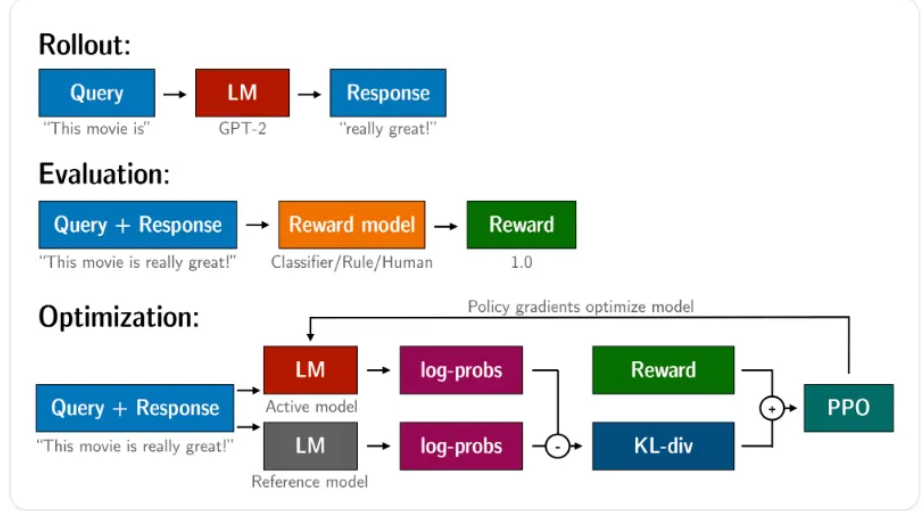 Rollout:
Query
LM
Response
“This movie is”
GPT-2
“really great!”
Evaluation:
Query + Response
Reward model
Reward
“This movie is really great!”
Classifier/Rule/Human
1.0
Policy gradients optimize model
Optimization:
LM
log-probs
Reward
Query + Response
Active model
+
PPO
“This movie is really great!”
LM
log-probs
-
KL-div
Reference model